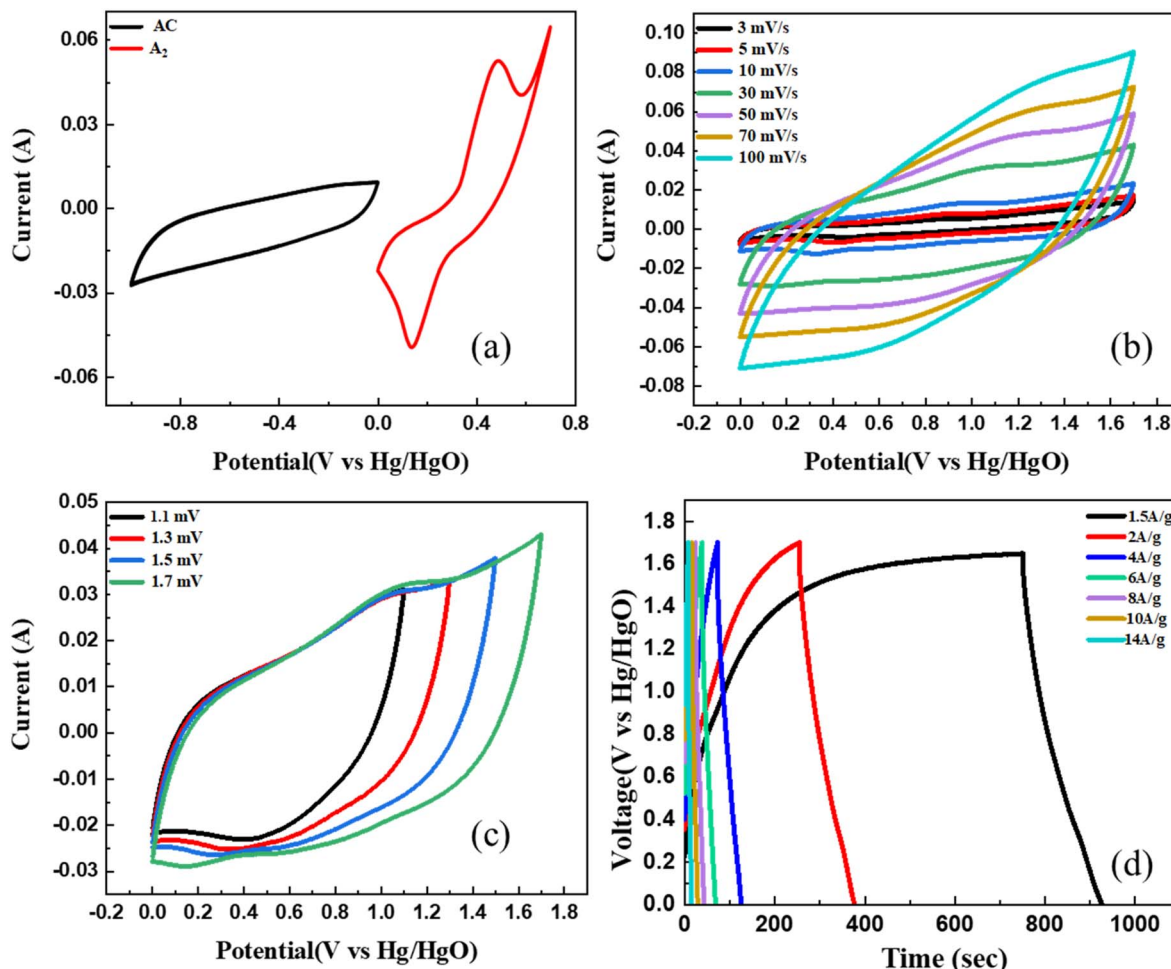 AC
A₂
0.06
0.03
0.00
-0.03
-0.06
Current (A)
(a)
-0.8
-0.4
0.0
0.4
0.8
Potential(V vs Hg/HgO)
3 mV/s
5 mV/s
10 mV/s
30 mV/s
50 mV/s
70 mV/s
100 mV/s
0.10
0.08
0.06
0.04
0.02
0.00
-0.02
-0.04
-0.06
-0.08
Current (A)
(b)
-0.2
0.0
0.2
0.4
0.6
0.8
1.0
1.2
1.4
1.6
1.8
Potential(V vs Hg/HgO)
1.1 mV
1.3 mV
1.5 mV
1.7 mV
0.05
0.04
0.03
0.02
0.01
0.00
-0.01
-0.02
-0.03
Current (A)
(c)
-0.2
0.0
0.2
0.4
0.6
0.8
1.0
1.2
1.4
1.6
1.8
Potential(V vs Hg/HgO)
1.5A/g
2A/g
4A/g
6A/g
8A/g
10A/g
14A/g
1.8
1.6
1.4
1.2
1.0
0.8
0.6
0.4
0.2
0.0
Voltage(V vs Hg/HgO)
(d)
0
200
400
600
800
1000
Time (sec)